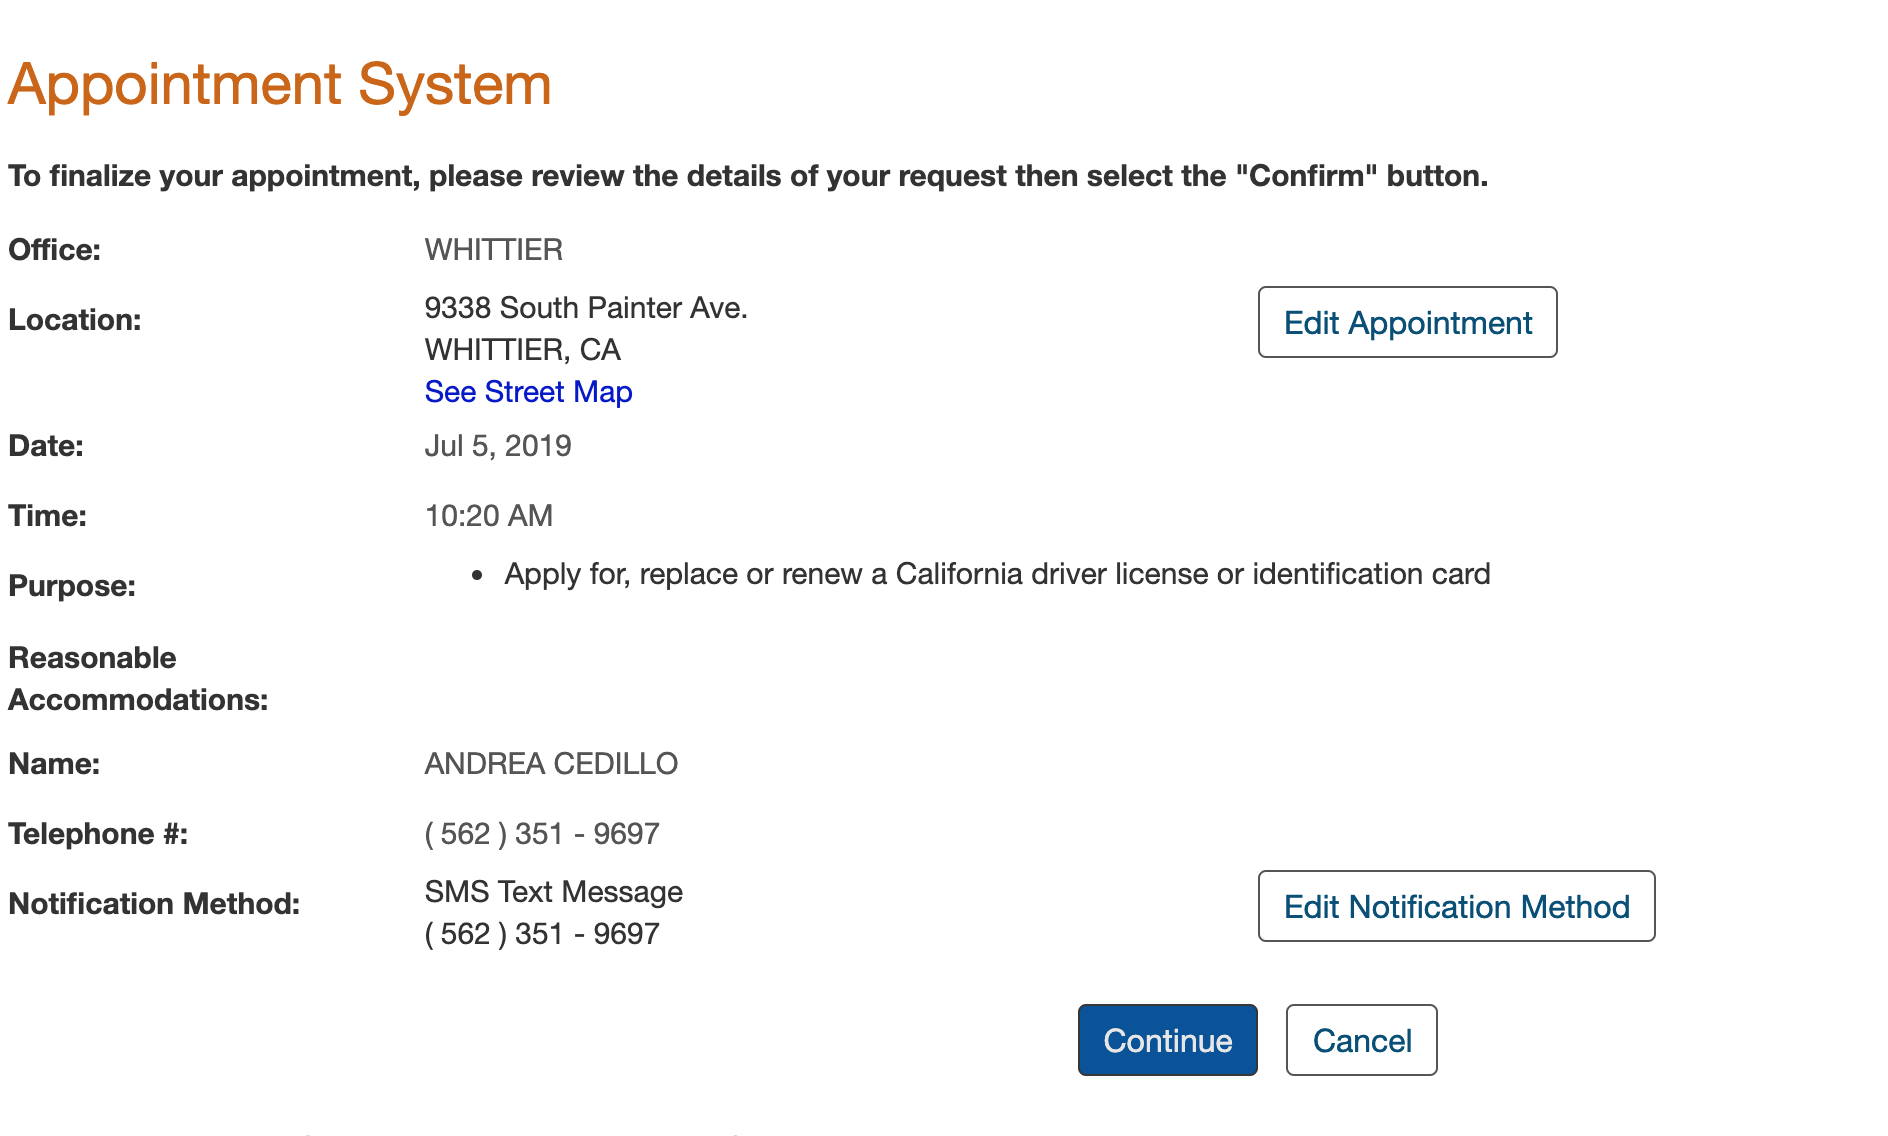 Appointment System
To finalize your appointment, please review the details of your request then select the "Confirm" button.
Office: WHITTIER
Location: 9338 South Painter Ave.
WHITTIER, CA
See Street Map
Edit Appointment
Date: Jul 5, 2019
Time: 10:20 AM
Purpose: • Apply for, replace or renew a California driver license or identification card
Reasonable
Accommodations:
Name: ANDREA CEDILLO
Telephone #: ( 562 ) 351 - 9697
Notification Method: SMS Text Message
( 562 ) 351 - 9697
Edit Notification Method
Continue Cancel